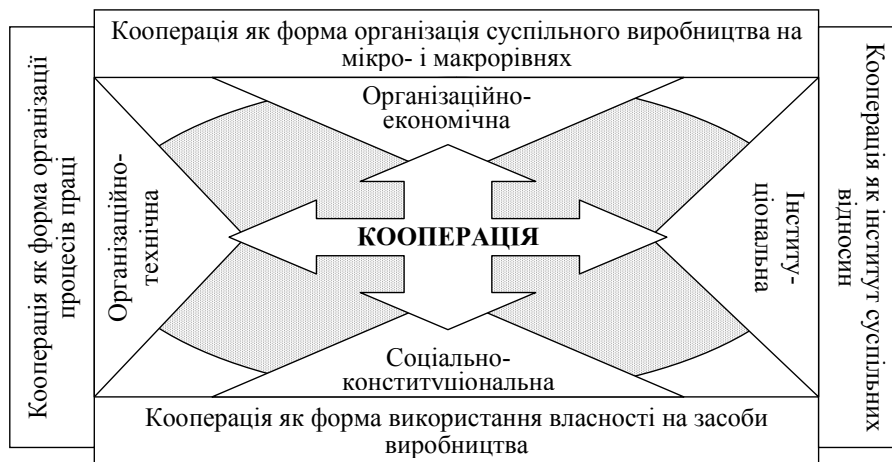 Кооперація як форма організація суспільного виробництва на
мікро- і макрорівнях
Організаційно-
економічна
Кооперація як форма організації
процесів праці
Організаційно-
технічна
КООПЕРАЦІЯ
Інститу-
ціональна
Кооперація як інститут суспільних
відносин
Соціально-
конституціональна
Кооперація як форма використання власності на засоби
виробництва